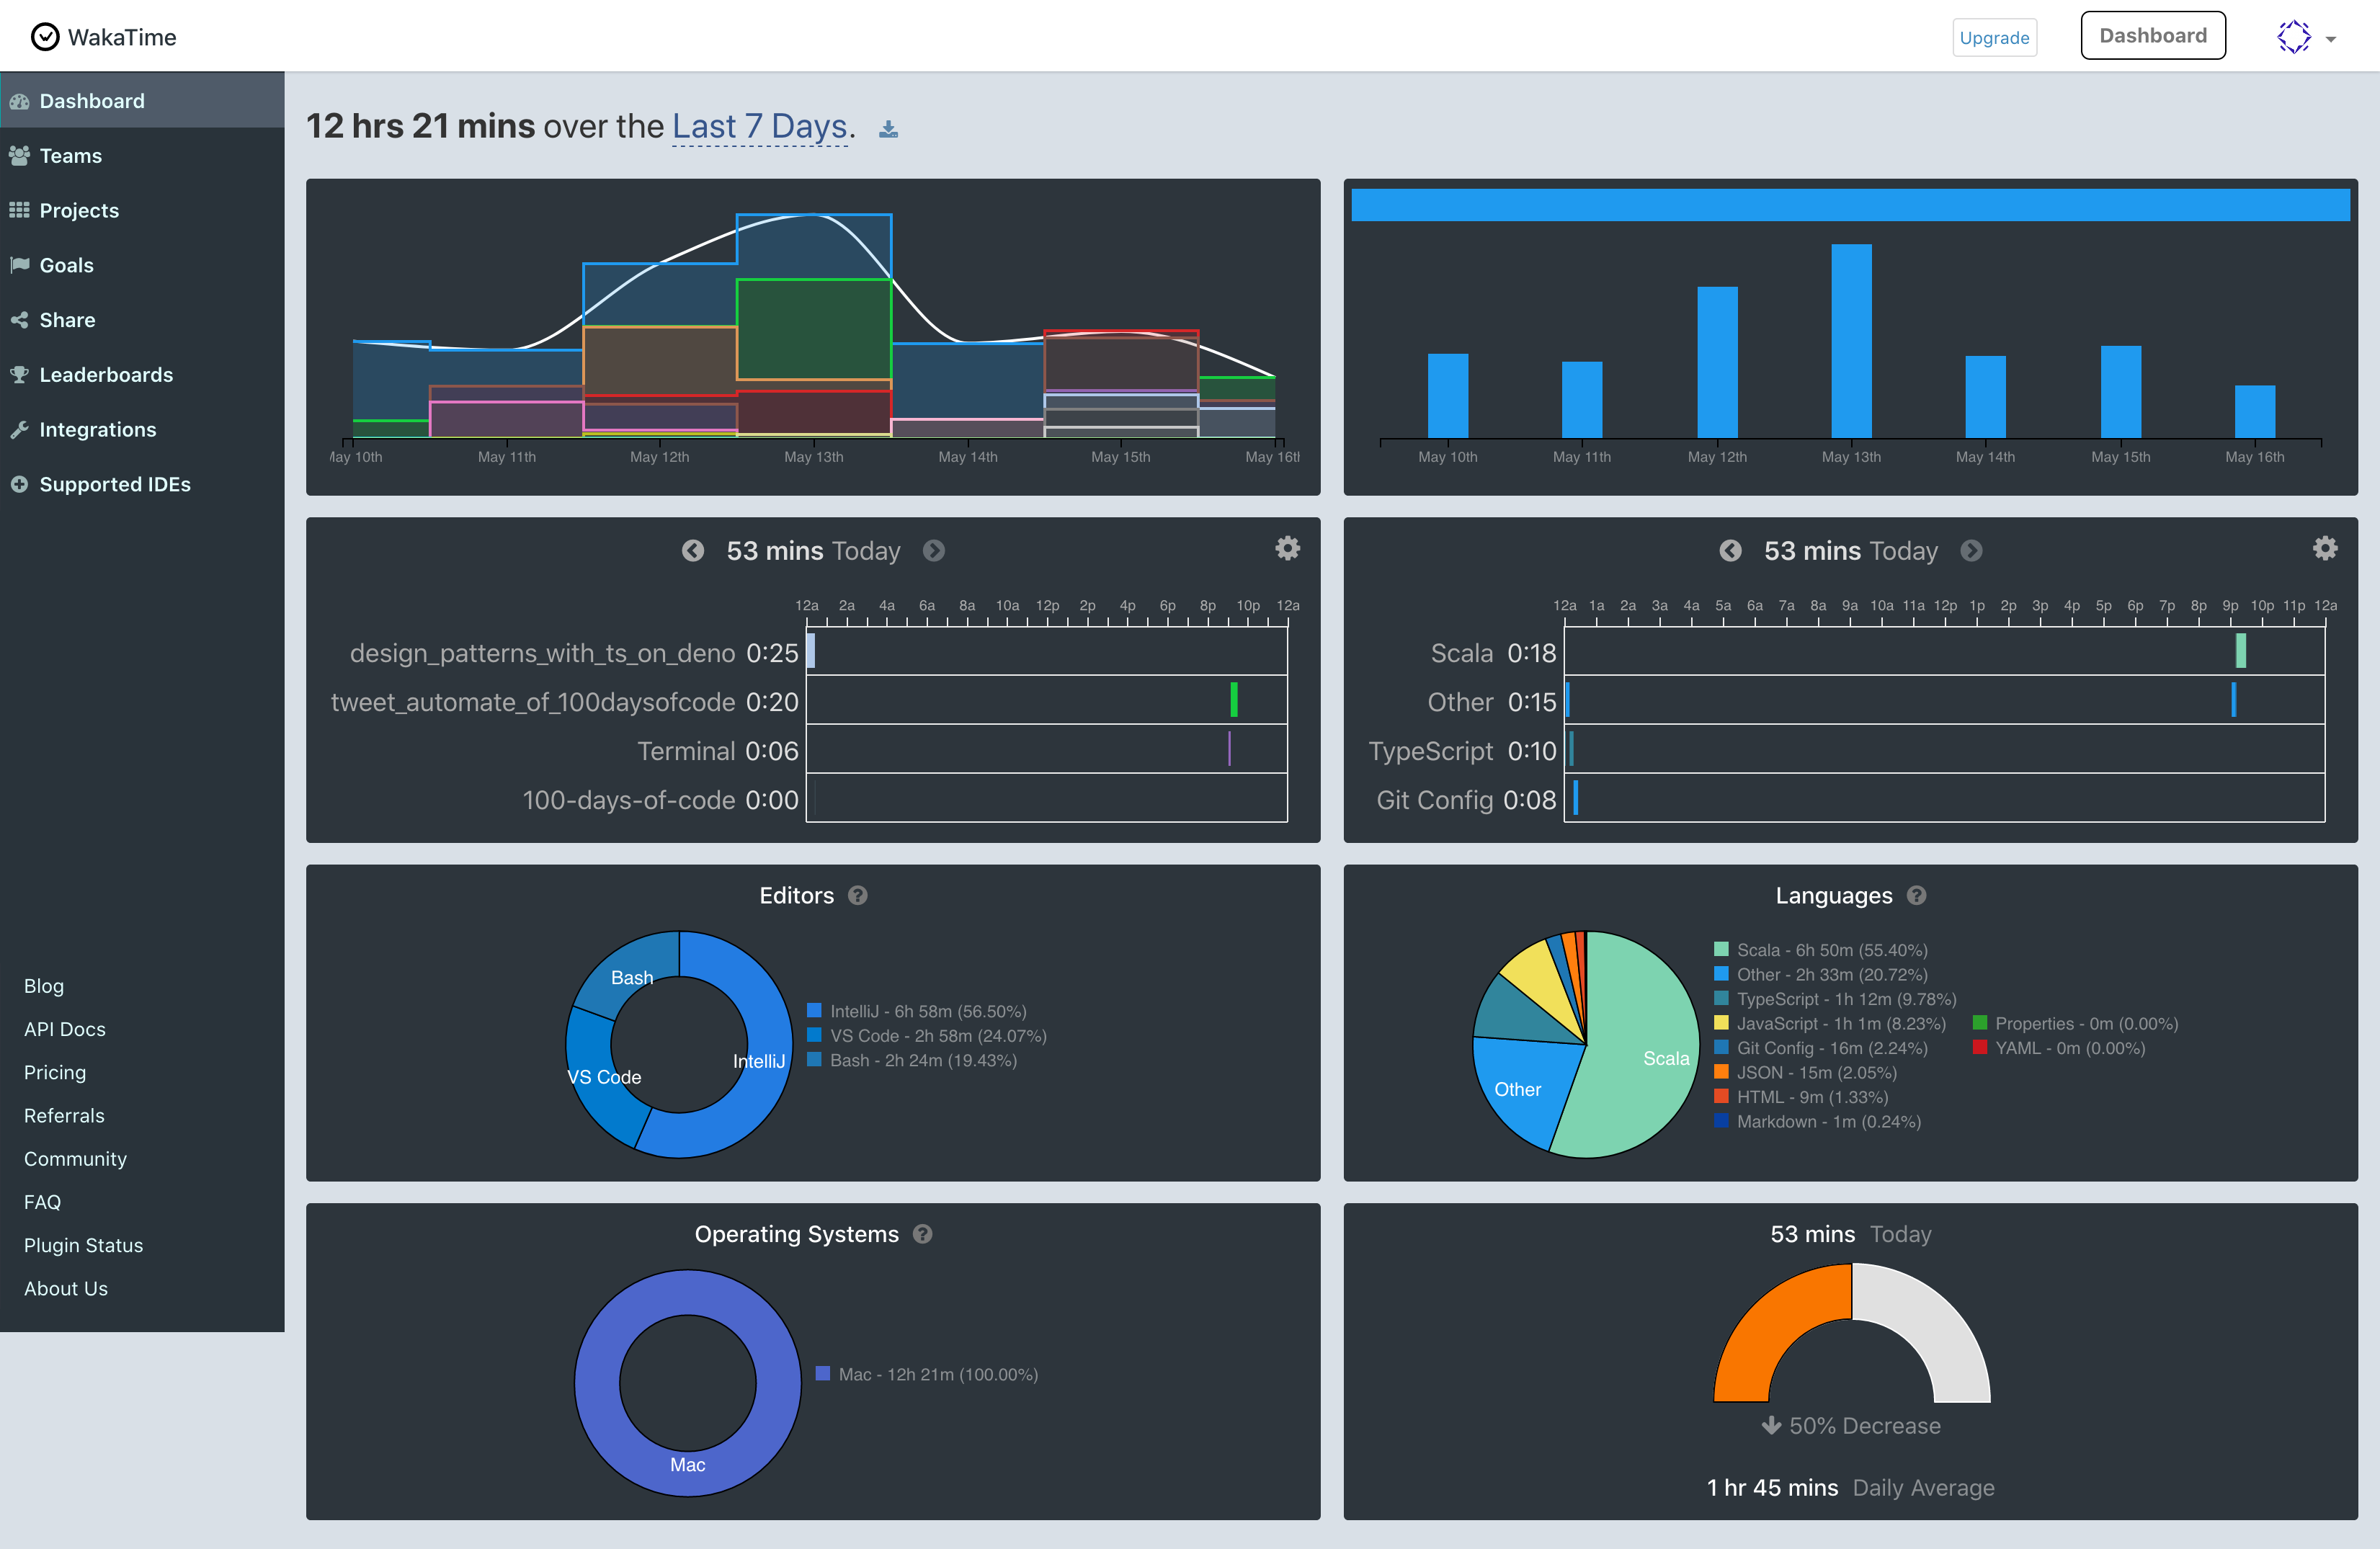 WakaTime
Upgrade
Dashboard
Dashboard
Teams
Projects
Goals
Share
Leaderboards
Integrations
Supported IDEs
Blog
API Docs
Pricing
Referrals
Community
FAQ
Plugin Status
About Us
12 hrs 21 mins over the Last 7 Days.
May 10th May 11th May 12th May 13th May 14th May 15th May 16th
May 10th May 11th May 12th May 13th May 14th May 15th May 16th
53 mins Today
12a 2a 4a 6a 8a 10a 12p 2p 4p 6p 8p 10p 12a
design_patterns_with_ts_on_deno 0:25
tweet_automate_of_100daysofcode 0:20
Terminal 0:06
100-days-of-code 0:00
53 mins Today
12a 1a 2a 3a 4a 5a 6a 7a 8a 9a 10a 11a 12p 1p 2p 3p 4p 5p 6p 7p 8p 9p 10p 11p 12a
Scala 0:18
Other 0:15
TypeScript 0:10
Git Config 0:08
Editors ?
Bash
IntelliJ
VS Code
IntelliJ - 6h 58m (56.50%)
VS Code - 2h 58m (24.07%)
Bash - 2h 24m (19.43%)
Languages ?
Scala
Other
Scala - 6h 50m (55.40%)
Other - 2h 33m (20.72%)
TypeScript - 1h 12m (9.78%)
JavaScript - 1h 1m (8.23%)
Git Config - 16m (2.24%)
JSON - 15m (2.05%)
HTML - 9m (1.33%)
Markdown - 1m (0.24%)
Properties - 0m (0.00%)
YAML - 0m (0.00%)
Operating Systems ?
Mac
Mac - 12h 21m (100.00%)
53 mins Today
50% Decrease
1 hr 45 mins Daily Average